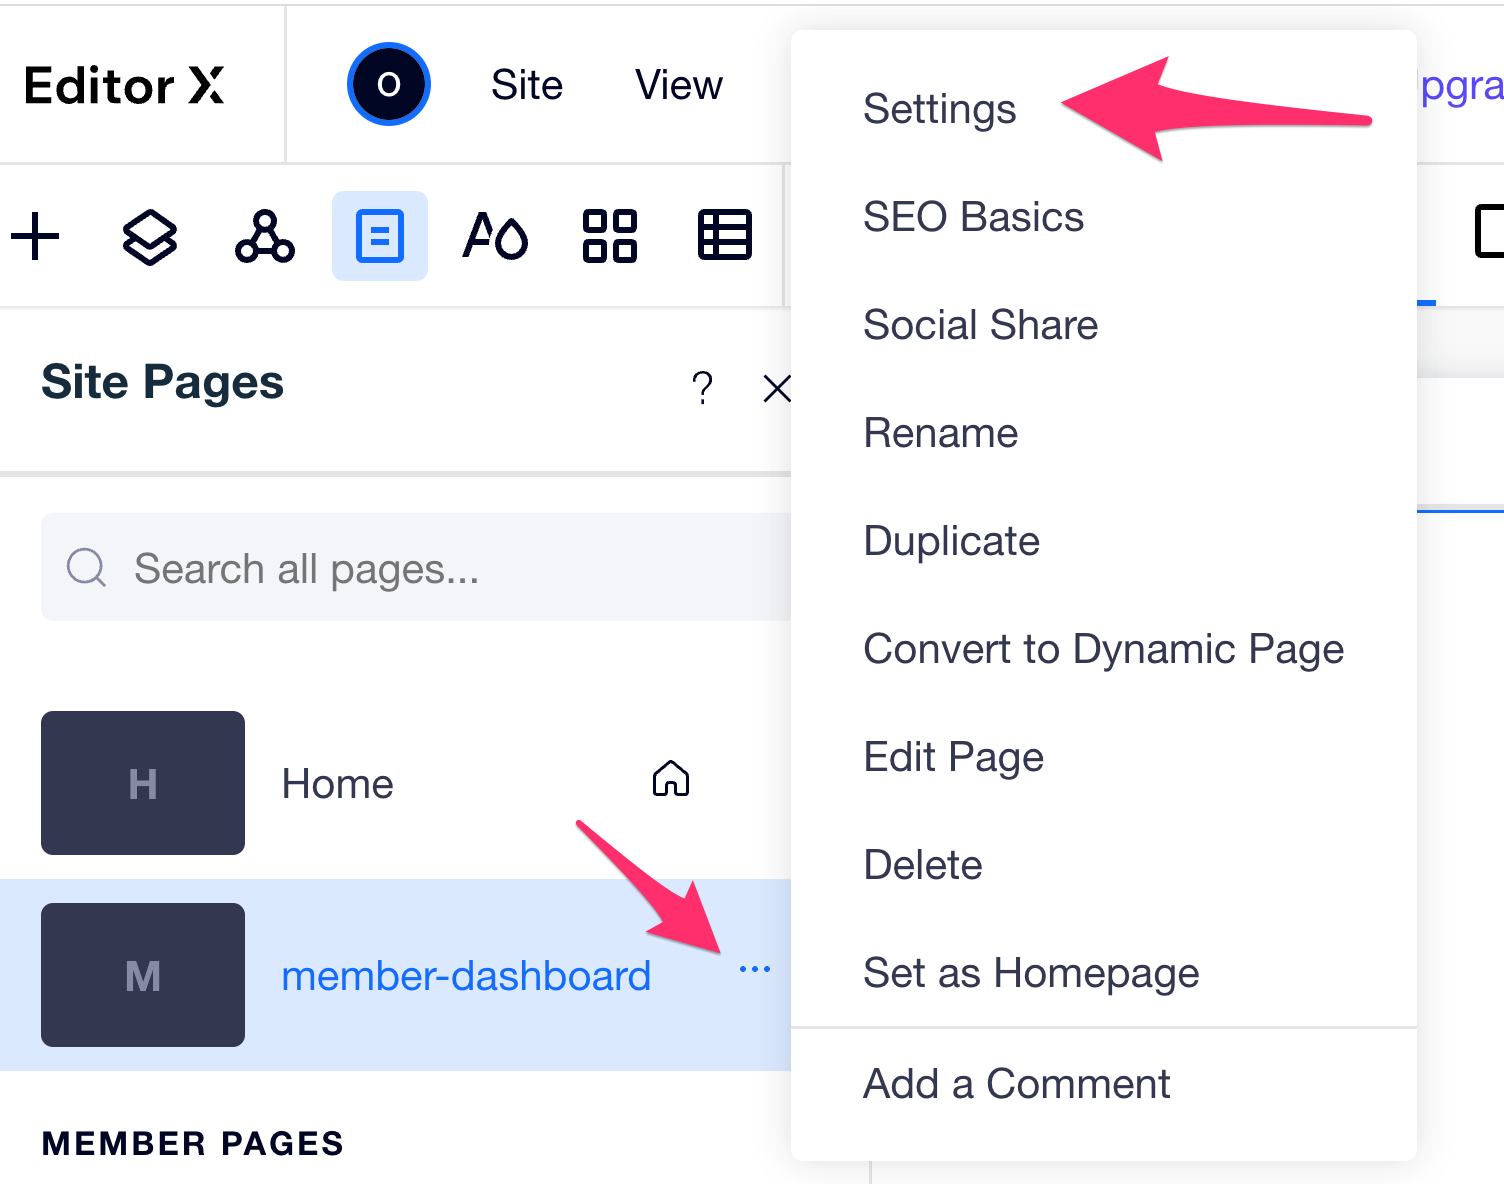 Editor X
O
Site
View
pgra
Site Pages
?
Search all pages...
H
Home
M
member-dashboard
...
MEMBER PAGES
Settings
SEO Basics
Social Share
Rename
Duplicate
Convert to Dynamic Page
Edit Page
Delete
Set as Homepage
Add a Comment